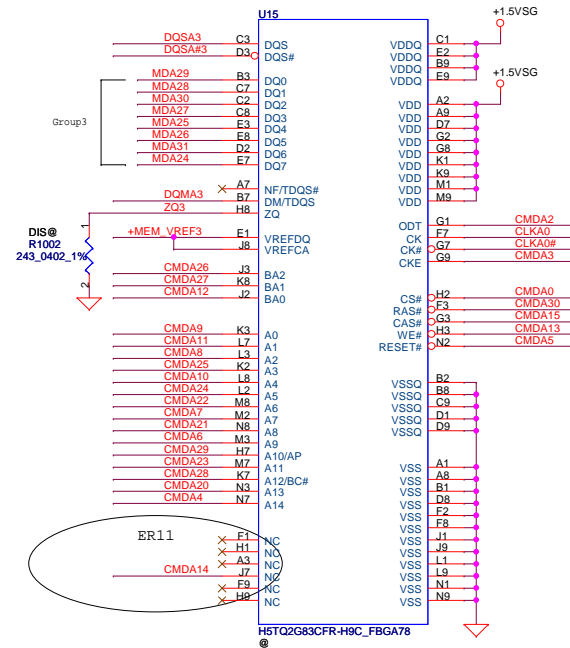 U15
+1.5VSG
DQSA3 C3 DQS VDDQ C1
DQSA#3 D3 DQS# VDDQ E2
VDDQ B9
MDA29 B3 DQ0 VDDQ E9
MDA28 C7 DQ1
+1.5VSG
MDA30 C2 DQ2 VDD A2
MDA27 C8 DQ3 VDD A9
Group3
MDA25 E3 DQ4 VDD D7
MDA26 E8 DQ5 VDD G2
MDA31 D2 DQ6 VDD G8
MDA24 E7 DQ7 VDD K1
VDD K9
A7 NF/TDQS# VDD M1
DQMA3 B7 DM/TDQS VDD M9
ZQ3 H8 ZQ
ODT G1 CMDA2
DIS@
R1002
243_0402_1%
1
2
+MEM_VREF3 E1 VREFDQ CK F7 CLKA0
J8 VREFCA CK# G7 CLKA0#
CKE G9 CMDA3
CMDA26 J3 BA2
CMDA27 K8 BA1
CMDA12 J2 BA0
CS# H2 CMDA0
RAS# F3 CMDA30
CAS# G3 CMDA15
WE# H3 CMDA13
RESET# N2 CMDA5
CMDA9 K3 A0
CMDA11 L7 A1
CMDA8 L3 A2
CMDA25 K2 A3
CMDA10 L8 A4 VSSQ B2
CMDA24 L2 A5 VSSQ B8
CMDA22 M8 A6 VSSQ C9
CMDA7 M2 A7 VSSQ D1
CMDA21 N8 A8 VSSQ D9
CMDA6 M3 A9
CMDA29 H7 A10/AP
CMDA23 M7 A11 VSS A1
CMDA28 K7 A12/BC# VSS A8
CMDA20 N3 A13 VSS B1
CMDA4 N7 A14 VSS D8
VSS F2
VSS F8
ER11
F1 NC VSS J1
H1 NC VSS J9
A3 NC VSS L1
CMDA14 J7 NC VSS L9
F9 NC VSS N1
H9 NC VSS N9
H5TQ2G83CFR-H9C_FBGA78
@